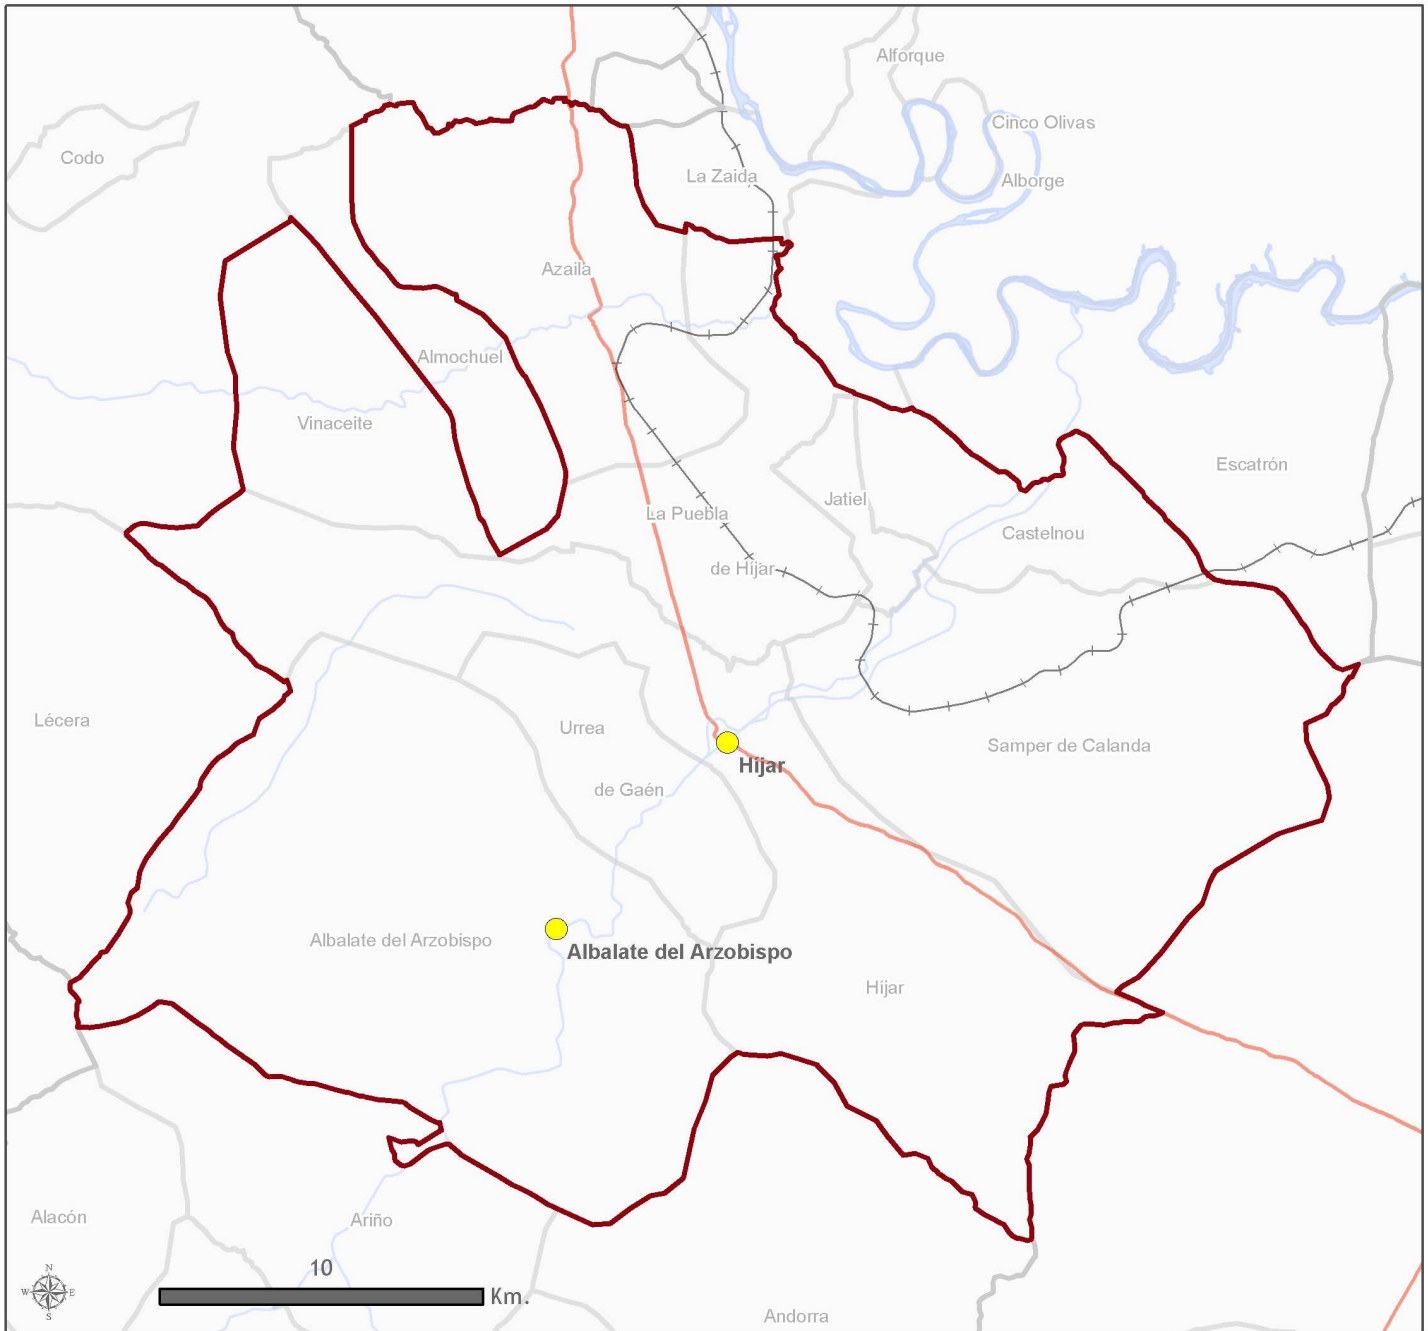 Alforque
Cinco Olivas
Codo
La Zaida
Alborge
Azaila
Almochuel
Vinaceite
Escatrón
Jatiel
La Puebla
Castelnou
de Híjar
Lécera
Urrea
Samper de Calanda
Híjar
de Gaén
Albalate del Arzobispo
Albalate del Arzobispo
Híjar
Alacón
Ariño
10
Km.
Andorra
N
W
E
S